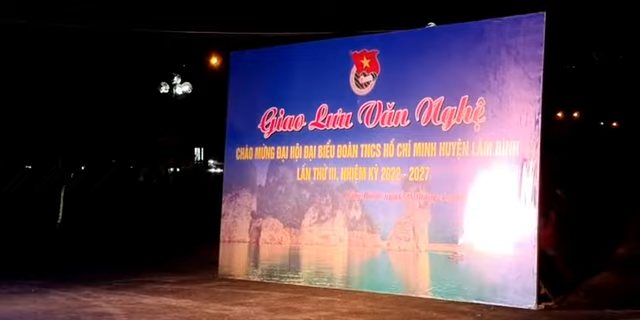 Giao Lưu Văn Nghệ
CHÀO MỪNG ĐẠI HỘI ĐẠI BIỂU ĐOÀN TNCS HỒ CHÍ MINH HUYỆN LÂM BÌNH
LẦN THỨ III, NHIỆM KỲ 2022 - 2027